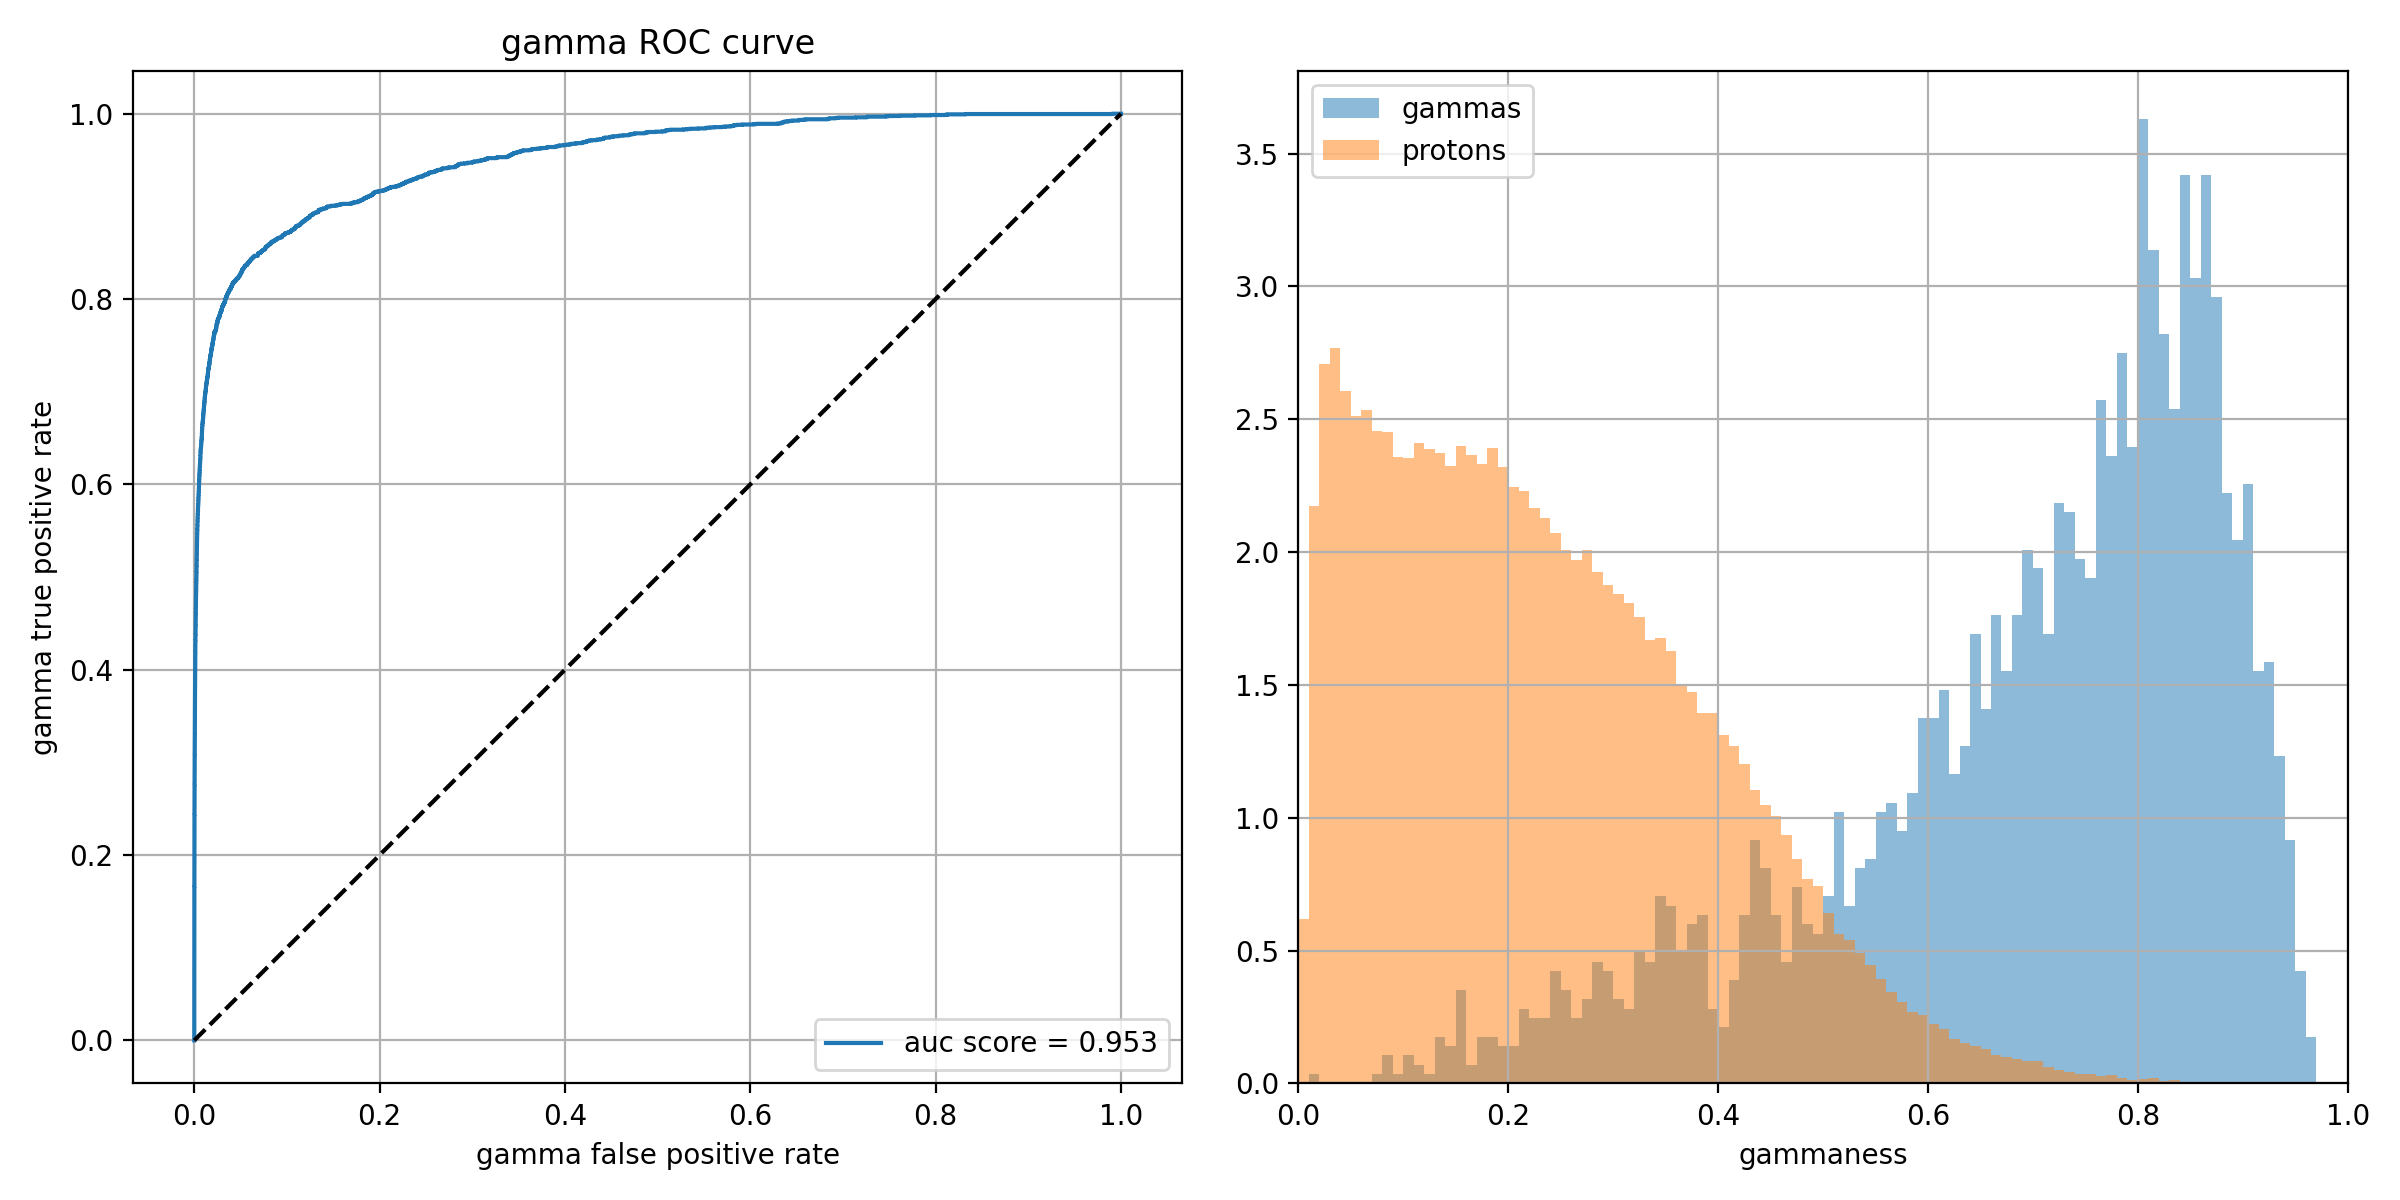 gamma ROC curve
gamma true positive rate
1.0
0.8
0.6
0.4
0.2
0.0
0.0 0.2 0.4 0.6 0.8 1.0
gamma false positive rate
auc score = 0.953
gammas
protons
3.5
3.0
2.5
2.0
1.5
1.0
0.5
0.0
0.0 0.2 0.4 0.6 0.8 1.0
gammaness